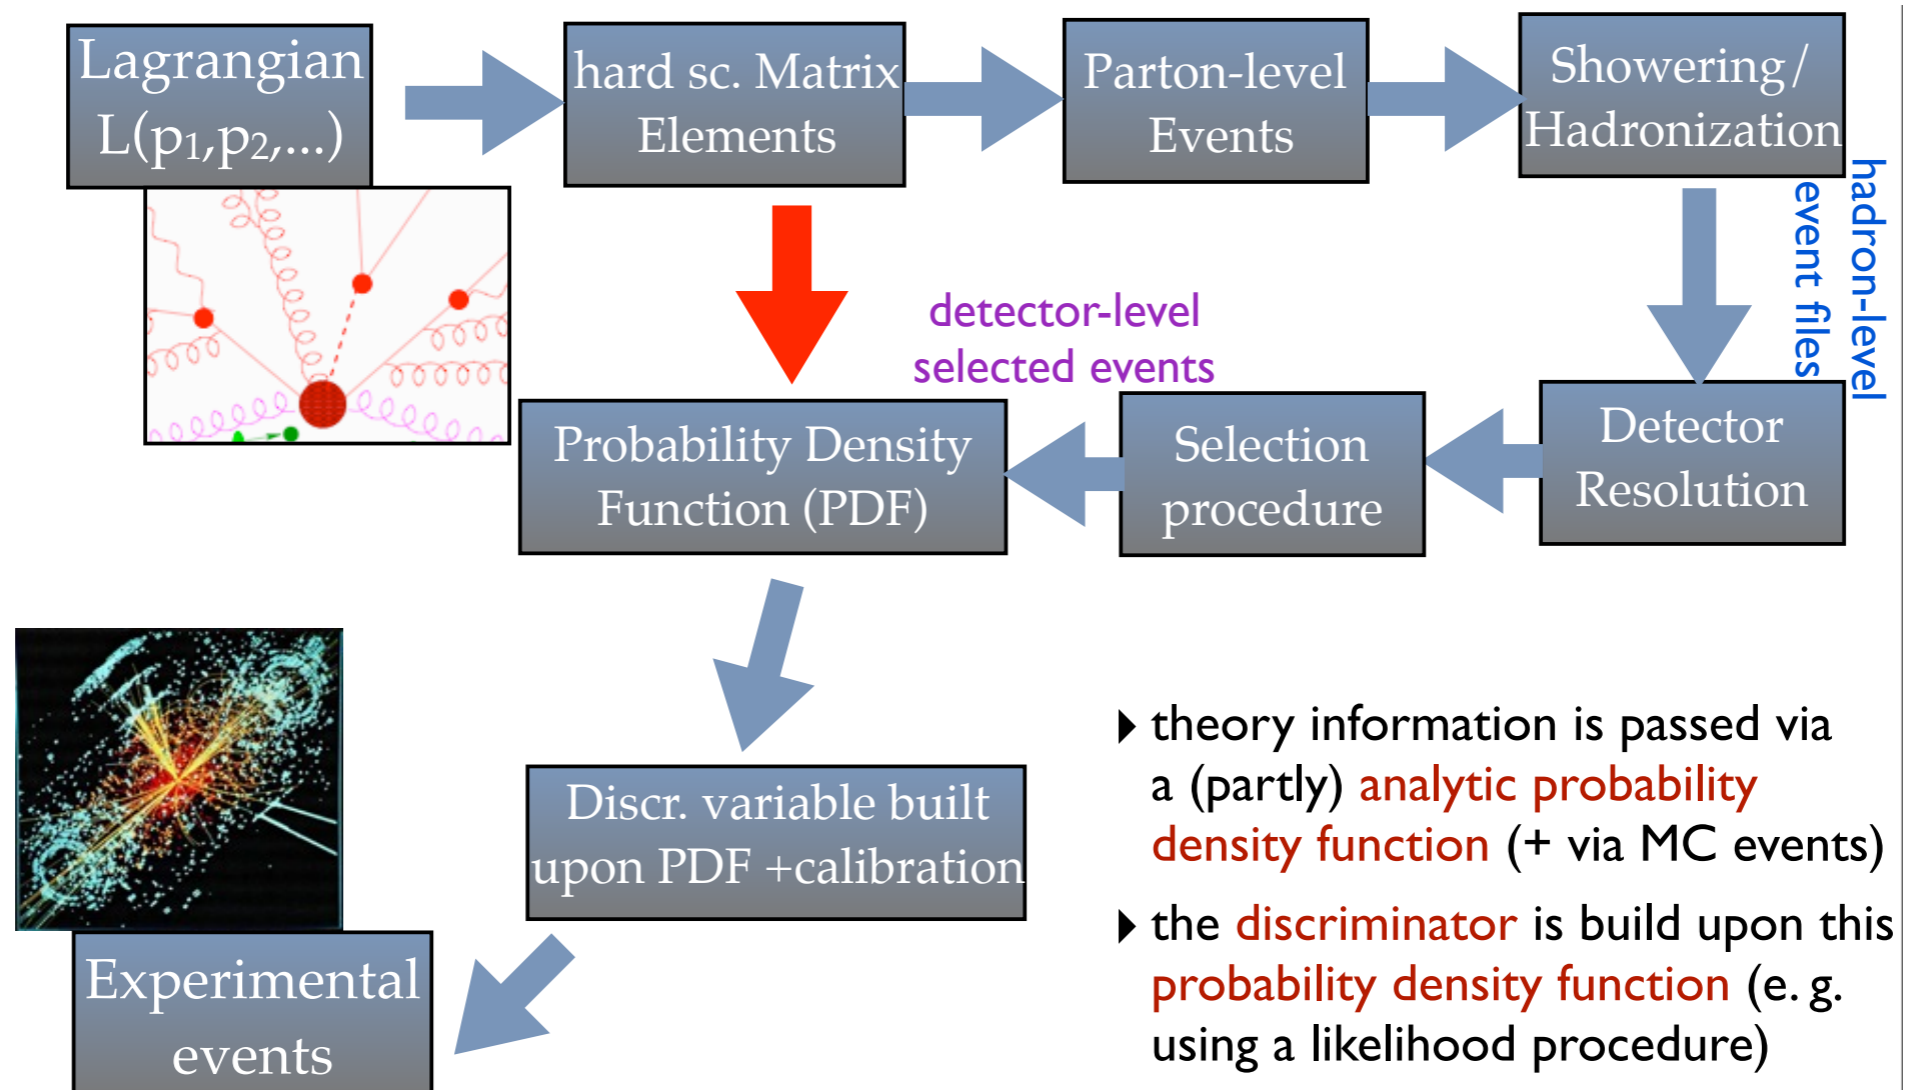 Lagrangian
L(p₁,p₂,...)
hard sc. Matrix
Elements
Parton-level
Events
Showering/
Hadronization
hadron-level
event files
detector-level
selected events
Probability Density
Function (PDF)
Selection
procedure
Detector
Resolution
Discr. variable built
upon PDF +calibration
Experimental
events
▸ theory information is passed via
a (partly) analytic probability
density function (+ via MC events)
▸ the discriminator is build upon this
probability density function (e. g.
using a likelihood procedure)